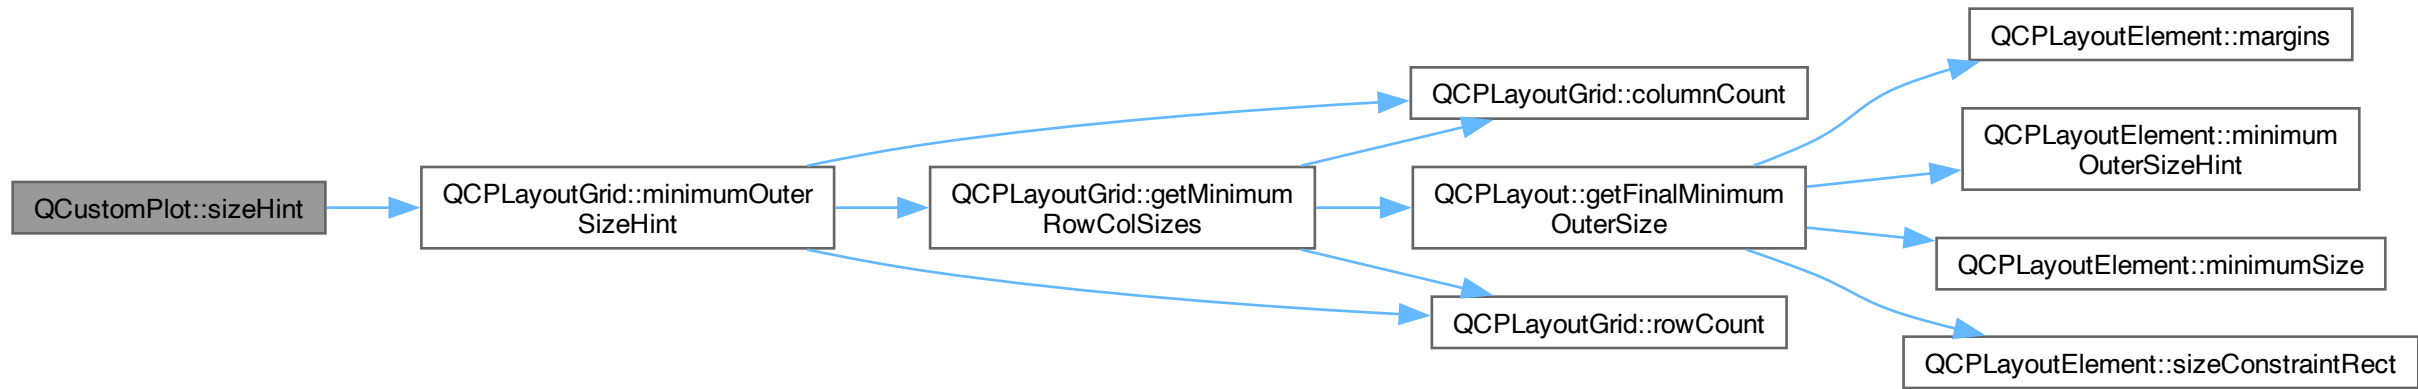 QCustomPlot::sizeHint
QCPLayoutGrid::minimumOuter
SizeHint
QCPLayoutGrid::getMinimum
RowColSizes
QCPLayoutGrid::columnCount
QCPLayout::getFinalMinimum
OuterSize
QCPLayoutGrid::rowCount
QCPLayoutElement::margins
QCPLayoutElement::minimum
OuterSizeHint
QCPLayoutElement::minimumSize
QCPLayoutElement::sizeConstraintRect